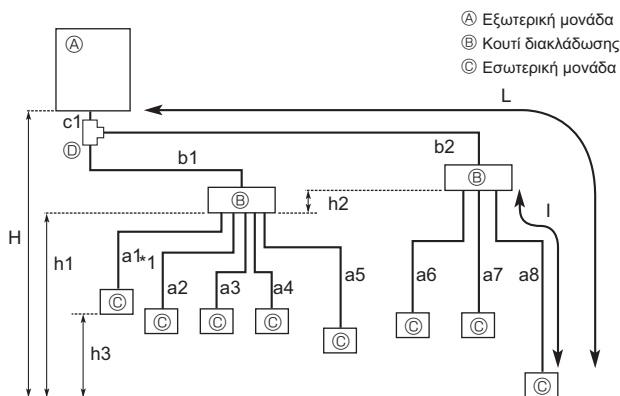 Ⓐ Εξωτερική μονάδα
Ⓑ Κουτί διακλάδωσης
Ⓒ Εσωτερική μονάδα
Ⓐ
L
c1
Ⓓ
b1
b2
Ⓑ
Ⓑ
h2
H
h1
l
a1*1
a2
a3
a4
a5
a6
a7
a8
Ⓒ
Ⓒ
Ⓒ
Ⓒ
Ⓒ
Ⓒ
Ⓒ
h3
Ⓒ